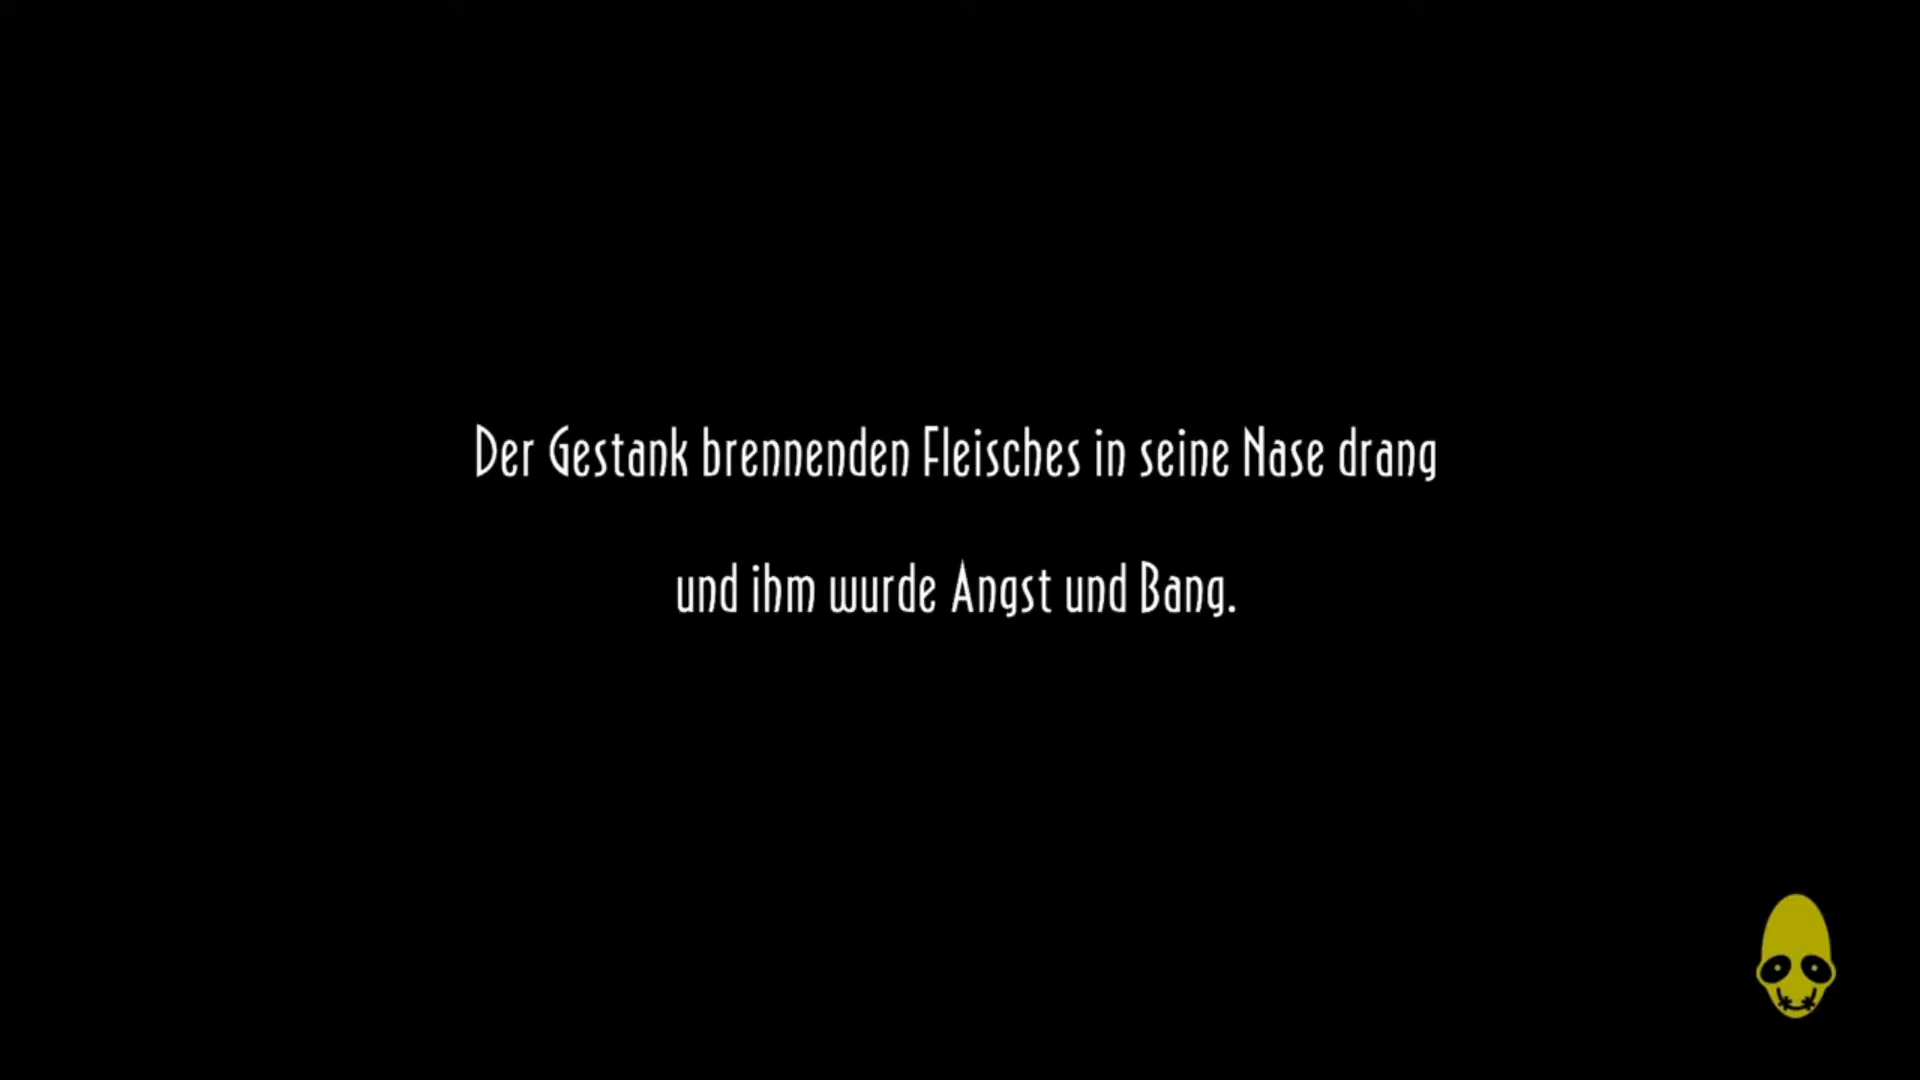 Der Gestank brennenden Fleisches in seine Nase drang
und ihm wurde Angst und Bang.